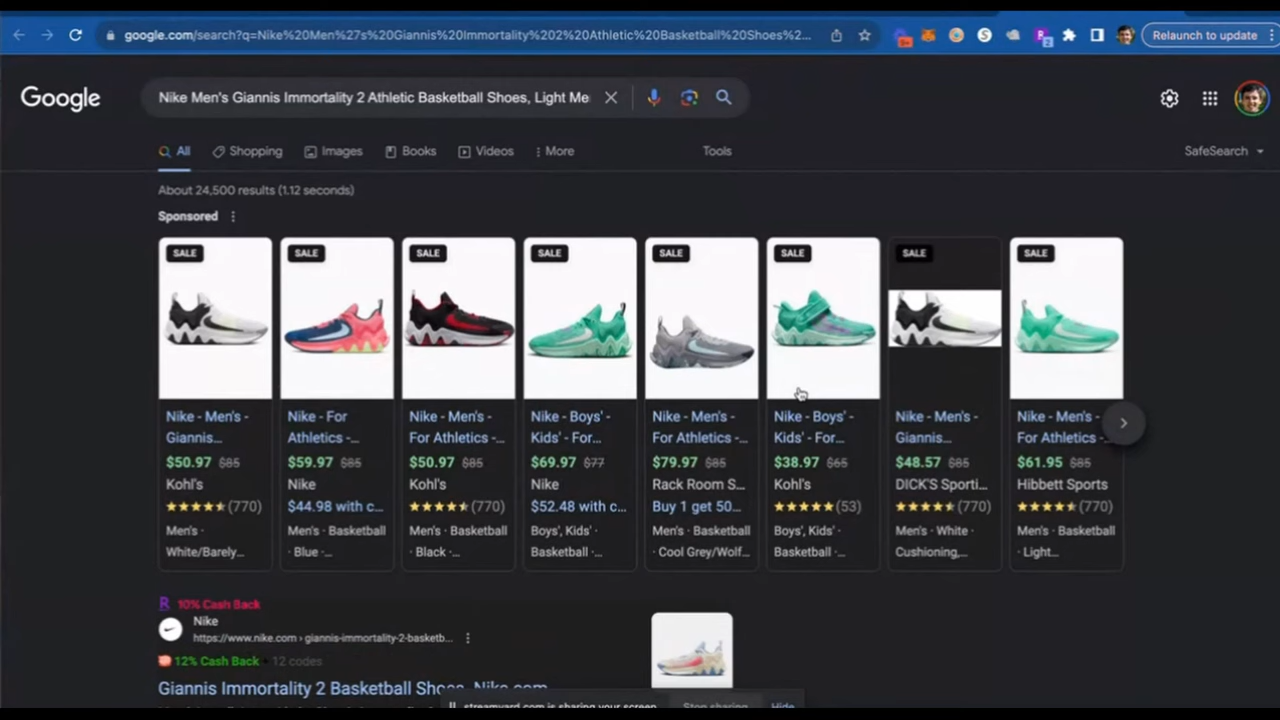 google.com/search?q=Nike%20Men%27s%20Giannis%20Immortality%202%20Athletic%20Basketball%20Shoes%2...
Relaunch to update
Google
Nike Men's Giannis Immortality 2 Athletic Basketball Shoes, Light Me
All Shopping Images Books Videos More Tools SafeSearch
About 24,500 results (1.12 seconds)
Sponsored
SALE SALE SALE SALE SALE SALE SALE SALE
Nike - Men's -
Giannis...
$50.97 $85
Kohl's
(770)
Men's ·
White/Barely...
Nike - For
Athletics -...
$59.97 $85
Nike
$44.98 with c...
Men's · Basketball
· Blue · ...
Nike - Men's -
For Athletics -...
$50.97 $85
Kohl's
(770)
Men's · Basketball
· Black · ...
Nike - Boys' -
Kids' - For...
$69.97 $77
Nike
$52.48 with c...
Boys', Kids' ·
Basketball · ...
Nike - Men's -
For Athletics -...
$79.97 $85
Rack Room S...
Buy 1 get 50...
Men's · Basketball
· Cool Grey/Wolf...
Nike - Boys' -
Kids' - For...
$38.97 $65
Kohl's
(53)
Boys', Kids' ·
Basketball · ...
Nike - Men's -
Giannis...
$48.57 $85
DICK'S Sporti...
(770)
Men's · White ·
Cushioning,...
Nike - Men's -
For Athletics -...
$61.95 $85
Hibbett Sports
(770)
Men's · Basketball
· Light...
10% Cash Back
Nike
https://www.nike.com › giannis-immortality-2-basketb...
12% Cash Back • 12 codes
Giannis Immortality 2 Basketball Shoes. Nike.com
streamyard.com is sharing your screen. Stop sharing Hide